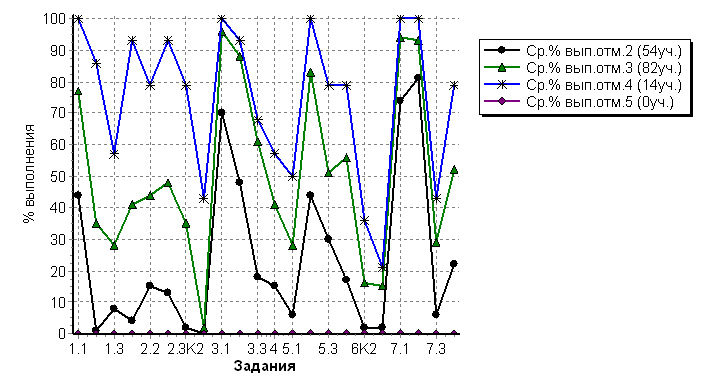 100
90
80
70
60
50
40
30
20
10
0
% выполнения
1.1 1.3 2.2 2.3К2 3.1 3.3 4 5.1 5.3 6К2 7.1 7.3
Задания
Ср.% вып.отм.2 (54уч.)
Ср.% вып.отм.3 (82уч.)
Ср.% вып.отм.4 (14уч.)
Ср.% вып.отм.5 (0уч.)